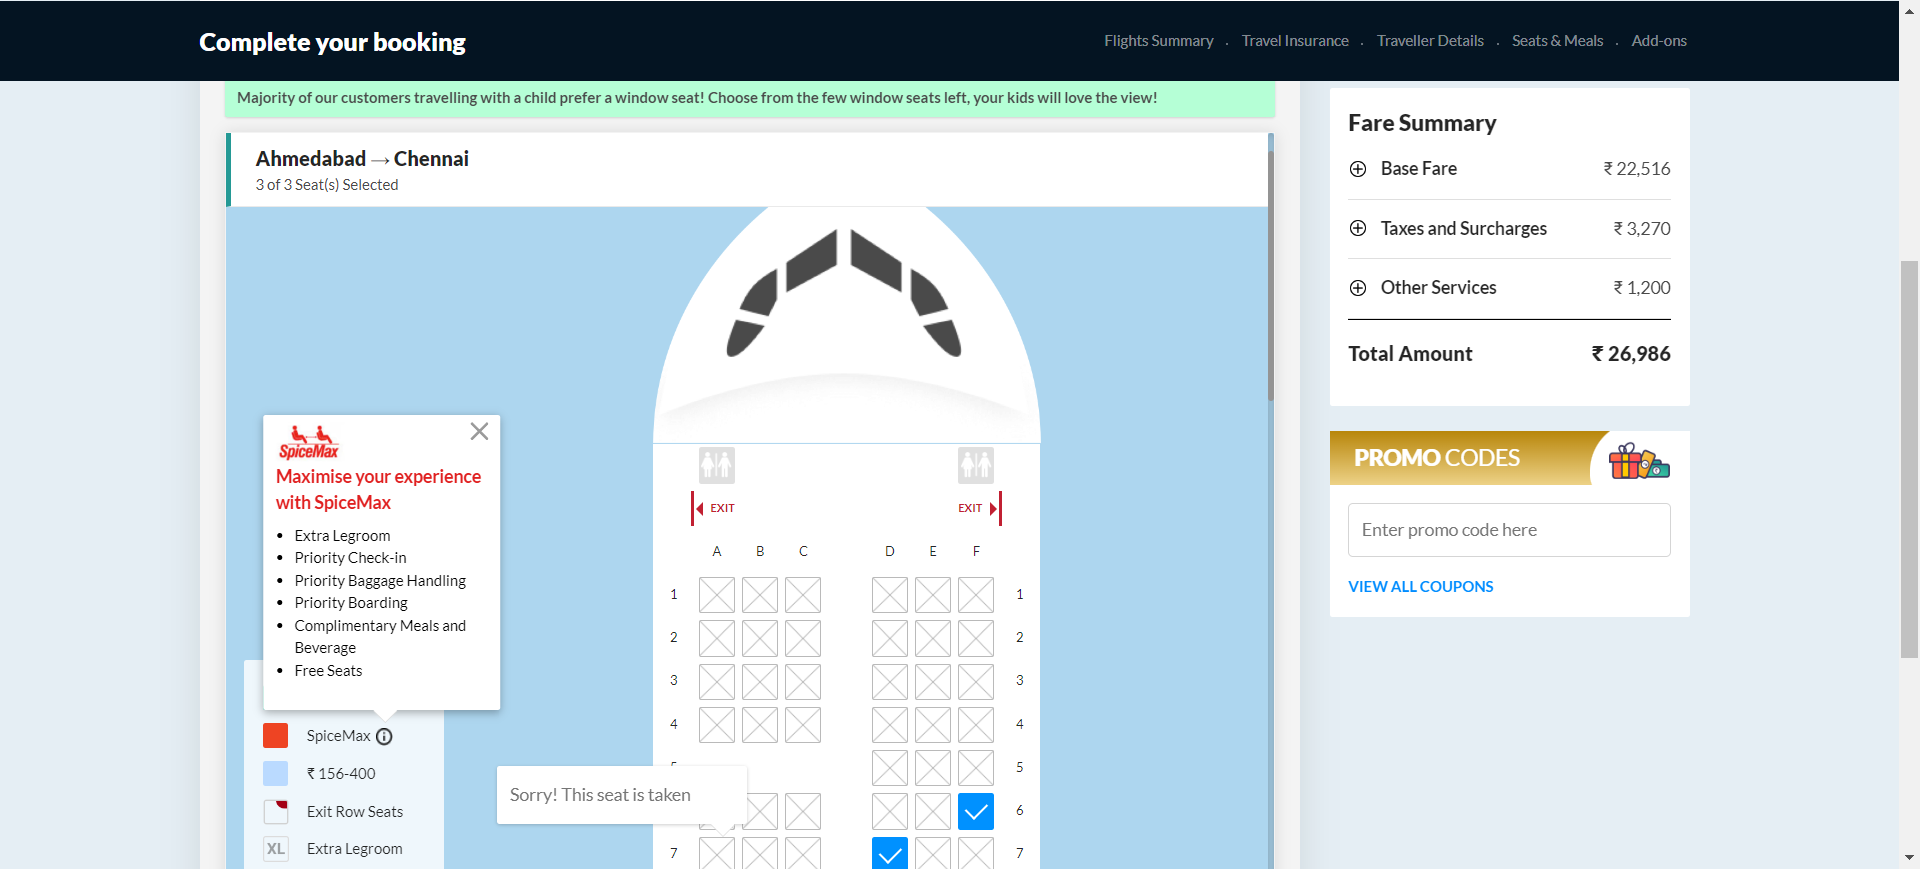 Complete your booking
Flights Summary . Travel Insurance . Traveller Details . Seats & Meals . Add-ons
Majority of our customers travelling with a child prefer a window seat! Choose from the few window seats left, your kids will love the view!
Ahmedabad → Chennai
3 of 3 Seat(s) Selected
SpiceMax
Maximise your experience
with SpiceMax
• Extra Legroom
• Priority Check-in
• Priority Baggage Handling
• Priority Boarding
• Complimentary Meals and
Beverage
• Free Seats
SpiceMax
₹ 156-400
Exit Row Seats
XL Extra Legroom
EXIT EXIT
A B C D E F
1 1
2 2
3 3
4 4
5
Sorry! This seat is taken
6
7 7
Fare Summary
Base Fare ₹ 22,516
Taxes and Surcharges ₹ 3,270
Other Services ₹ 1,200
Total Amount ₹ 26,986
PROMO CODES
Enter promo code here
VIEW ALL COUPONS